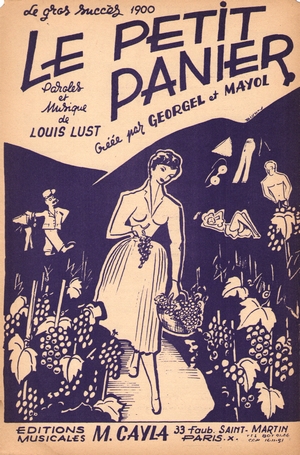 Le gros succès 1900
LE PETIT
PANIER
Paroles
et
Musique
de
LOUIS LUST
Créée par GEORGEL et MAYOL
EDITIONS
MUSICALES
M. CAYLA
33 faub. SAINT-MARTIN
PARIS.X.